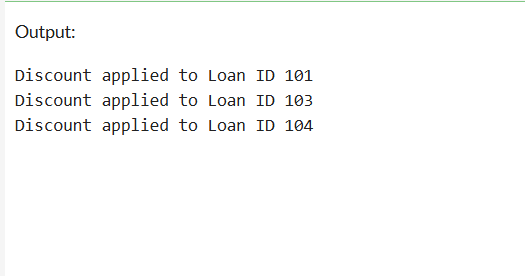 Output:
Discount applied to Loan ID 101
Discount applied to Loan ID 103
Discount applied to Loan ID 104